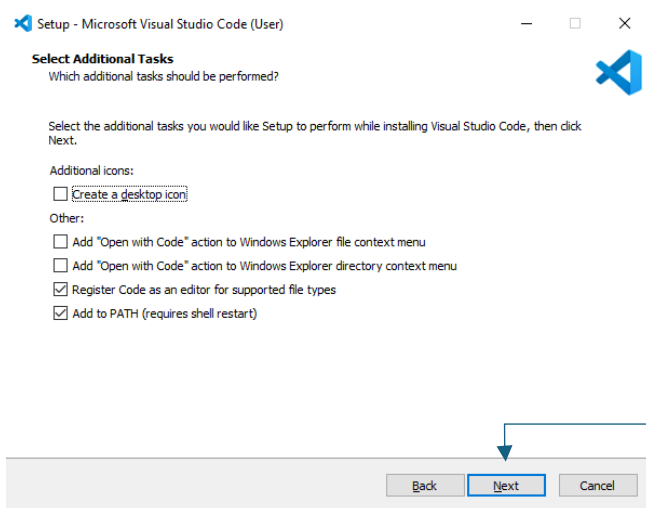 Setup - Microsoft Visual Studio Code (User)
Select Additional Tasks
Which additional tasks should be performed?
Select the additional tasks you would like Setup to perform while installing Visual Studio Code, then click
Next.
Additional icons:
Create a desktop icon
Other:
Add "Open with Code" action to Windows Explorer file context menu
Add "Open with Code" action to Windows Explorer directory context menu
Register Code as an editor for supported file types
Add to PATH (requires shell restart)
Back Next Cancel